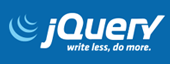 jQuery
write less, do more.